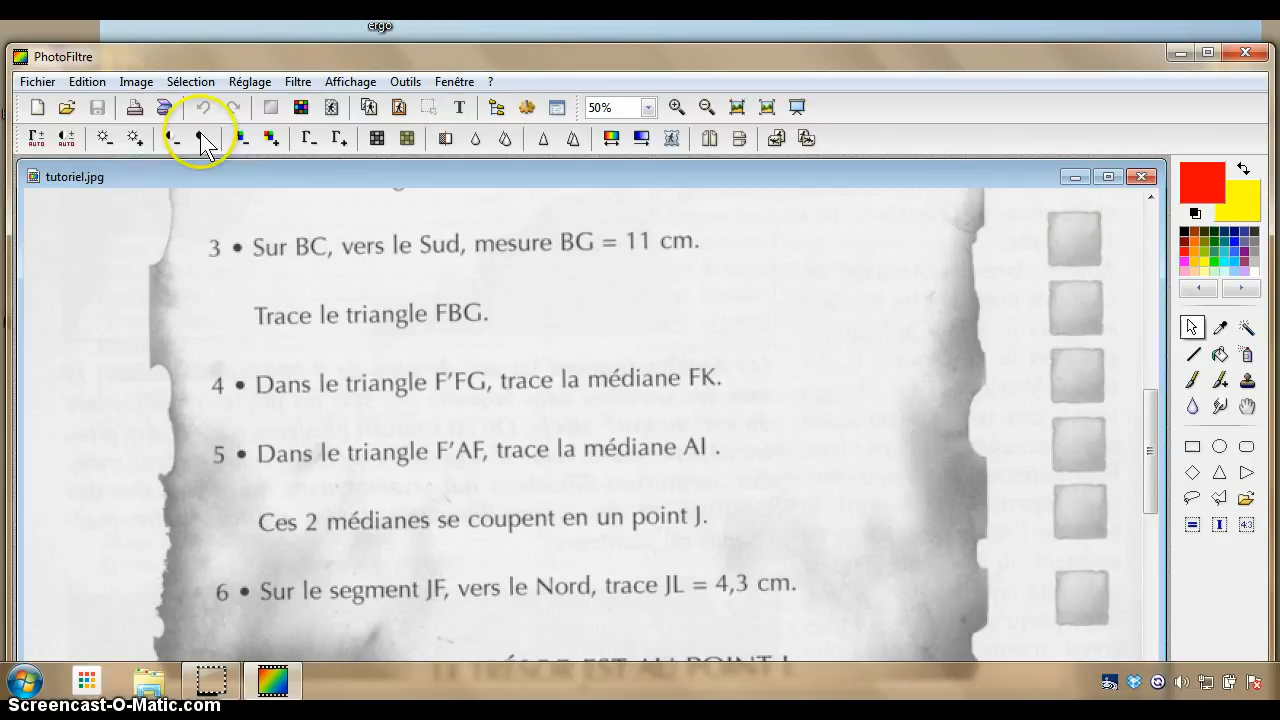 ergo
PhotoFiltre
Fichier Edition Image Sélection Réglage Filtre Affichage Outils Fenêtre ?
50%
AUTO AUTO
tutoriel.jpg
3 • Sur BC, vers le Sud, mesure BG = 11 cm.
Trace le triangle FBG.
4 • Dans le triangle F'FG, trace la médiane FK.
5 • Dans le triangle F'AF, trace la médiane AI .
Ces 2 médianes se coupent en un point J.
6 • Sur le segment JF, vers le Nord, trace JL = 4,3 cm.
Screencast-O-Matic.com